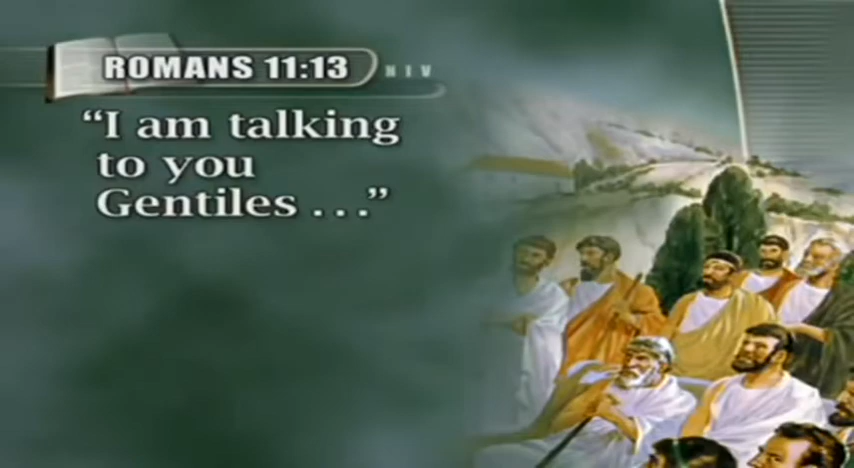 ROMANS 11:13 NIV
“I am talking
to you
Gentiles . . .”